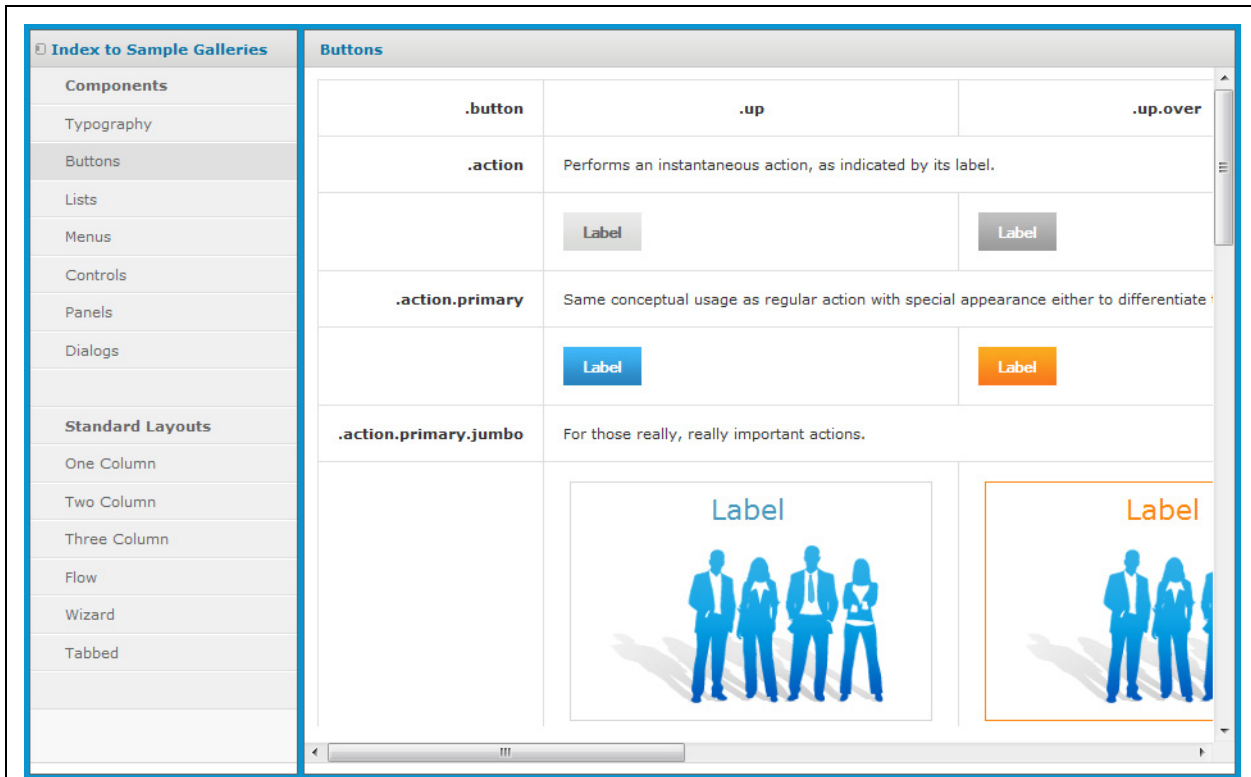 Index to Sample Galleries
Components
Typography
Buttons
Lists
Menus
Controls
Panels
Dialogs
Standard Layouts
One Column
Two Column
Three Column
Flow
Wizard
Tabbed
Buttons
.button .up .up.over
.action Performs an instantaneous action, as indicated by its label.
Label Label
.action.primary Same conceptual usage as regular action with special appearance either to differentiate
Label Label
.action.primary.jumbo For those really, really important actions.
Label Label